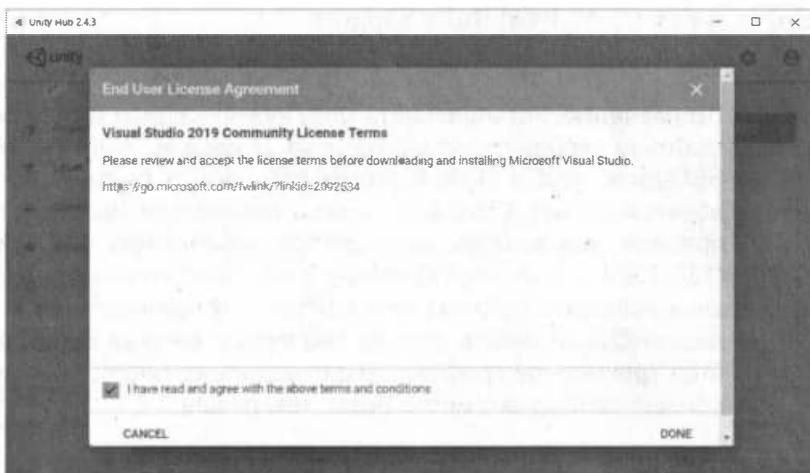 Unity Hub 2.4.3
unity
End User License Agreement
Visual Studio 2019 Community License Terms
Please review and accept the license terms before downloading and installing Microsoft Visual Studio.
https://go.microsoft.com/fwlink/?linkid=2092534
I have read and agree with the above terms and conditions
CANCEL
DONE